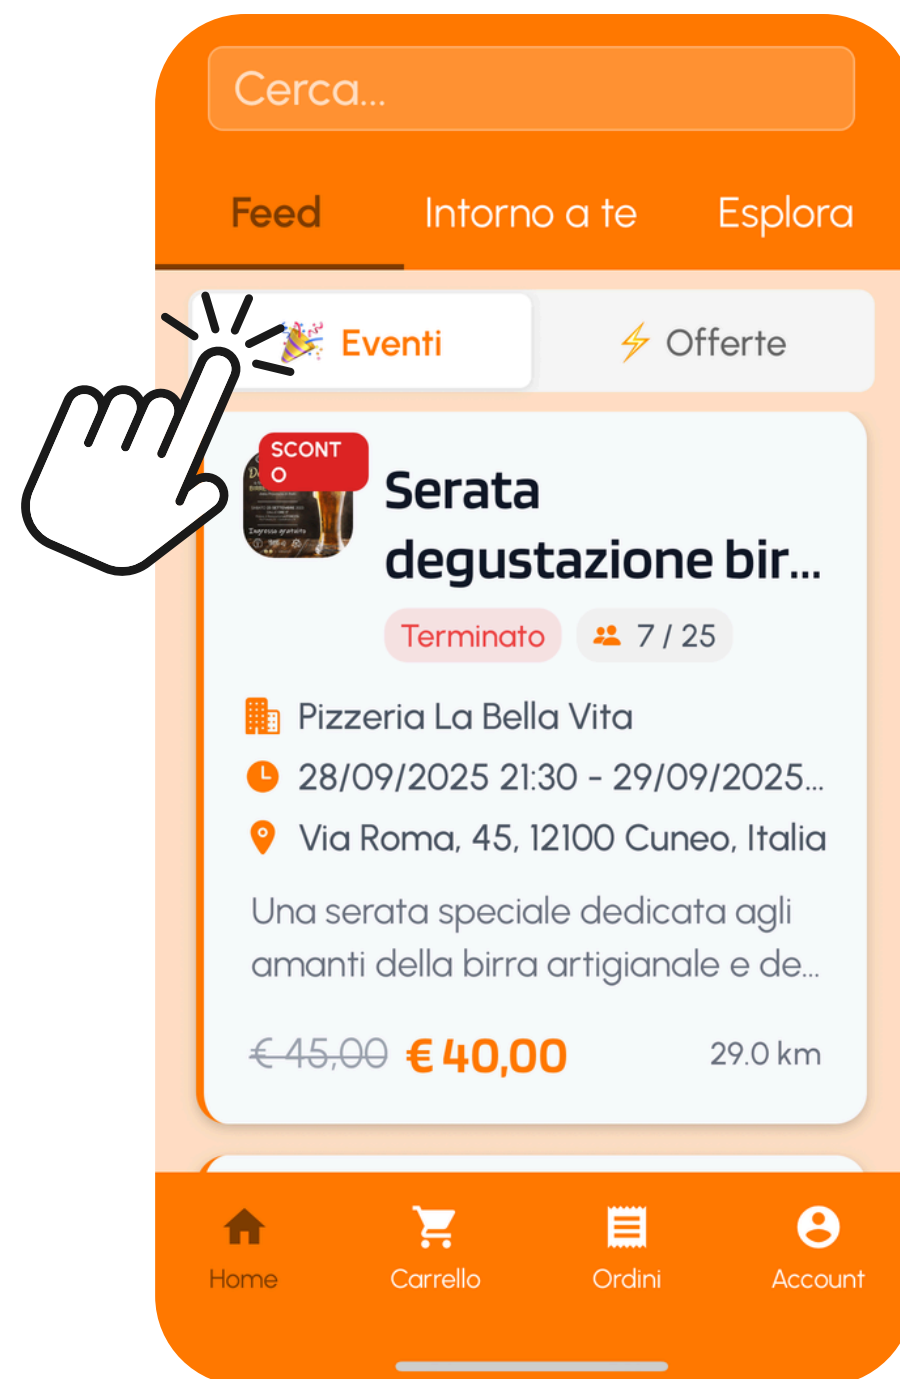 Cerca...
Feed Intorno a te Esplora
🎉 Eventi ⚡ Offerte
SCONT
O
Serata
degustazione bir...
Terminato 7 / 25
Pizzeria La Bella Vita
28/09/2025 21:30 - 29/09/2025...
Via Roma, 45, 12100 Cuneo, Italia
Una serata speciale dedicata agli
amanti della birra artigianale e de...
€ 45,00 € 40,00 29.0 km
Home Carrello Ordini Account